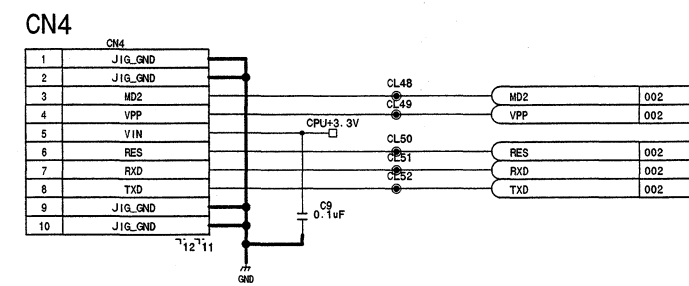 CN4
CN4
1 JIG_GND
2 JIG_GND
CL48
3 MD2 MD2 002
CL49
4 VPP VPP 002
5 VIN CPU+3.3V
CL50
6 RES RES 002
CL51
7 RXD RXD 002
CL52
8 TXD TXD 002
9 JIG_GND
C9
0.1uF
10 JIG_GND
12 11
GND